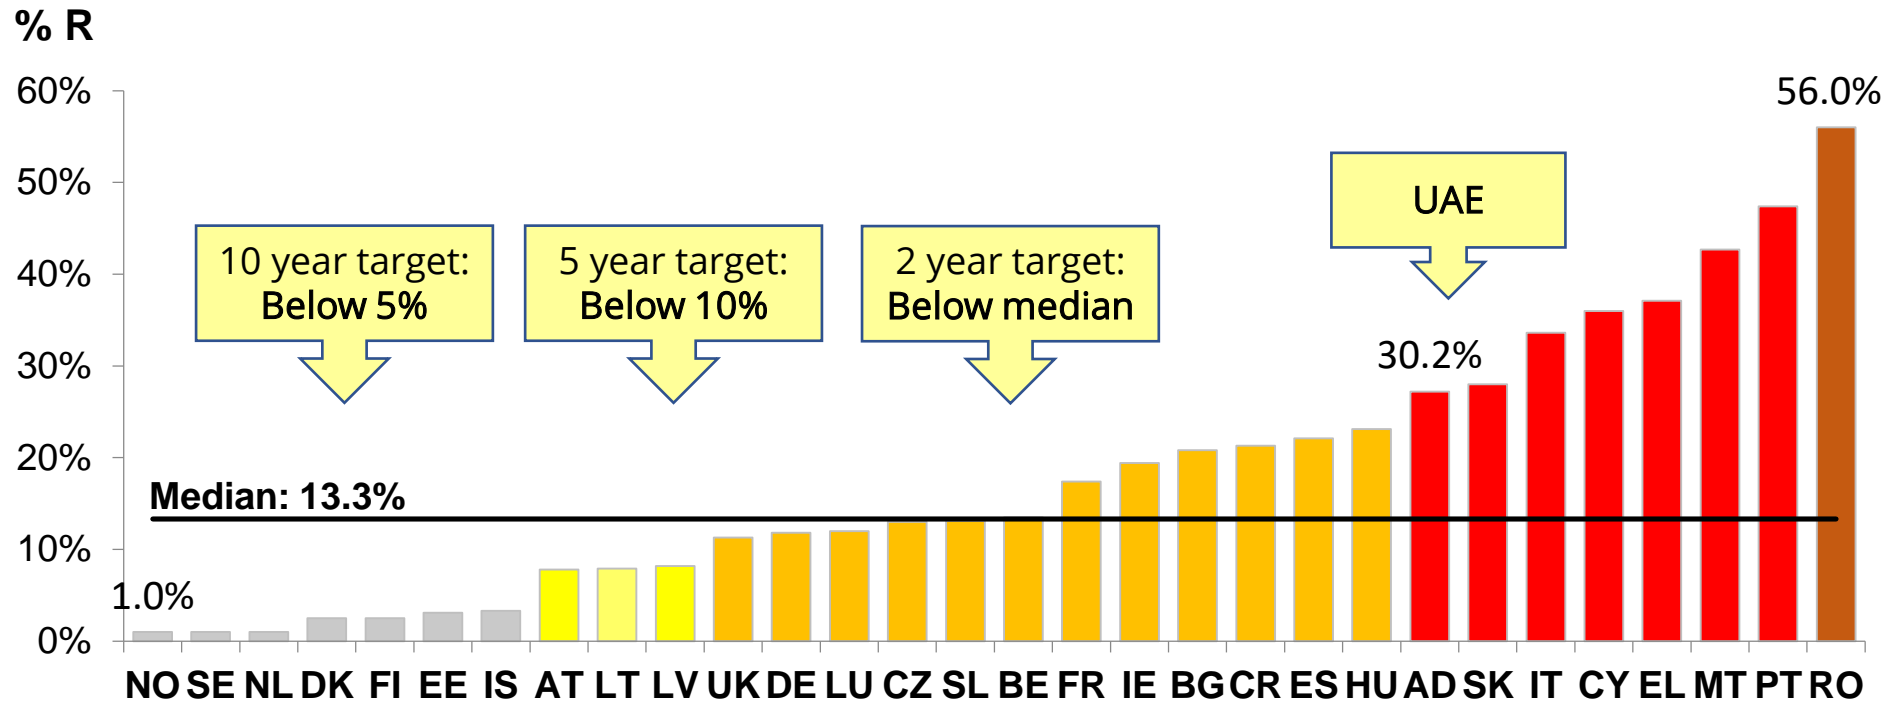 % R
60%
50%
40%
30%
20%
10%
0%
10 year target:
Below 5%
5 year target:
Below 10%
2 year target:
Below median
UAE
56.0%
30.2%
Median: 13.3%
1.0%
NO SE NL DK FI EE IS AT LT LV UK DE LU CZ SL BE FR IE BG CR ES HU AD SK IT CY EL MT PT RO